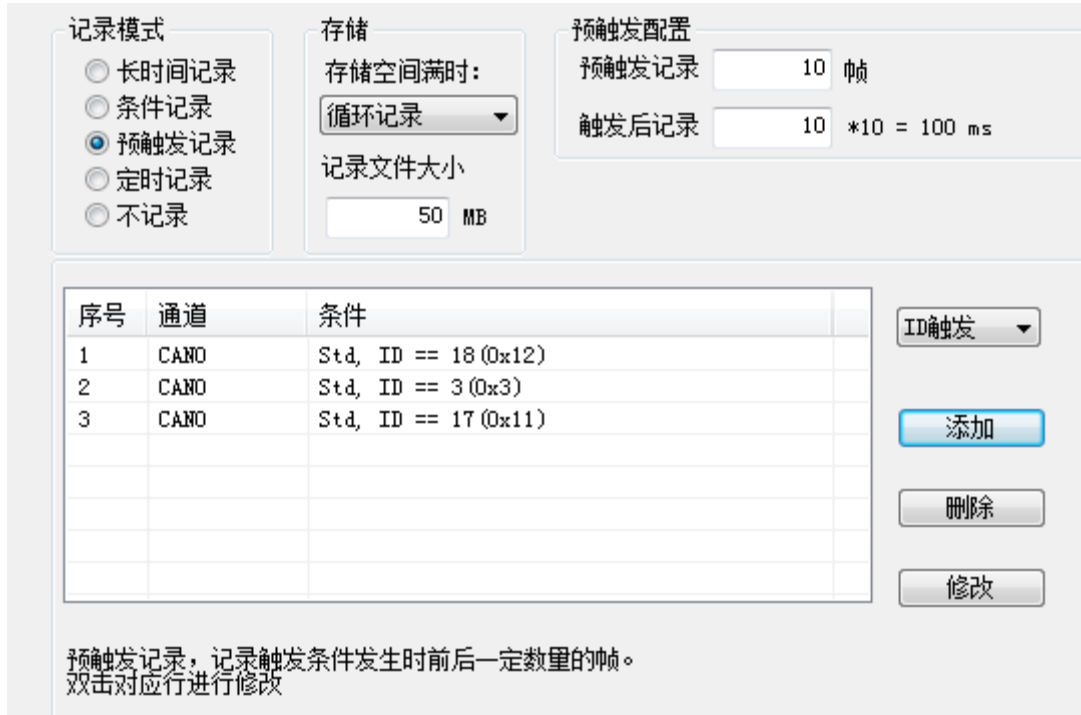 记录模式
长时间记录
条件记录
预触发记录
定时记录
不记录
存储
存储空间满时:
循环记录
记录文件大小
50 MB
预触发配置
预触发记录 10 帧
触发后记录 10 *10 = 100 ms
序号 通道 条件
1 CAN0 Std, ID == 18(0x12)
2 CAN0 Std, ID == 3(0x3)
3 CAN0 Std, ID == 17(0x11)
ID触发
添加
删除
修改
预触发记录，记录触发条件发生时前后一定数量的帧。
双击对应行进行修改